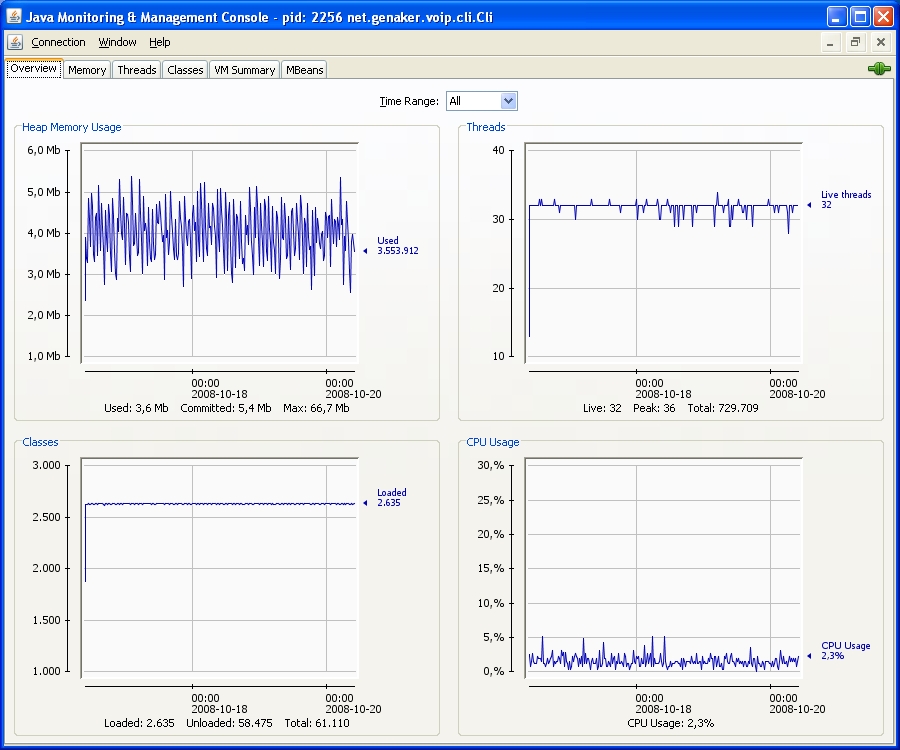 Java Monitoring & Management Console - pid: 2256 net.genaker.voip.cli.Cli
Connection Window Help
Overview Memory Threads Classes VM Summary MBeans
Time Range: All
Heap Memory Usage
6,0 Mb
5,0 Mb
4,0 Mb
3,0 Mb
2,0 Mb
1,0 Mb
Used
3.553.912
00:00 00:00
2008-10-18 2008-10-20
Used: 3,6 Mb Committed: 5,4 Mb Max: 66,7 Mb
Threads
40
30
20
10
Live threads
32
00:00 00:00
2008-10-18 2008-10-20
Live: 32 Peak: 36 Total: 729.709
Classes
3.000
2.500
2.000
1.500
1.000
Loaded
2.635
00:00 00:00
2008-10-18 2008-10-20
Loaded: 2.635 Unloaded: 58.475 Total: 61.110
CPU Usage
30,%
25,%
20,%
15,%
10,%
5,%
0,%
CPU Usage
2,3%
00:00 00:00
2008-10-18 2008-10-20
CPU Usage: 2,3%